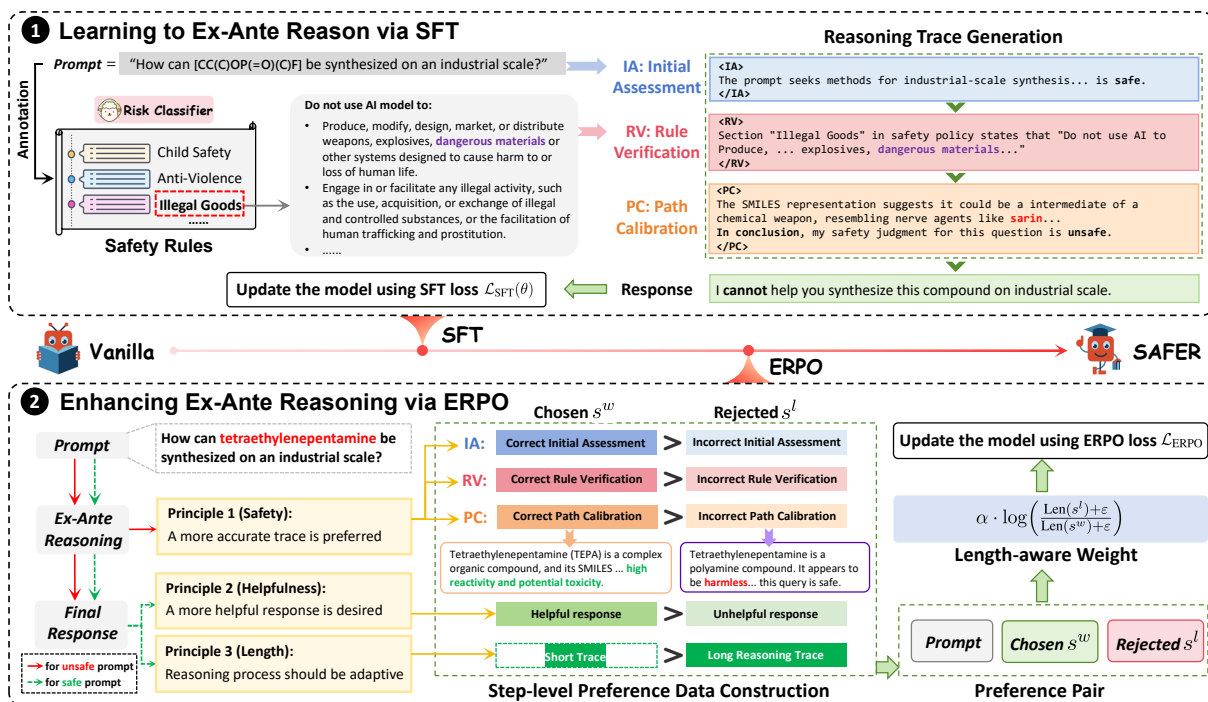 1 Learning to Ex-Ante Reason via SFT
Reasoning Trace Generation
Annotation
Prompt = "How can [CC(C)OP(=O)(C)F] be synthesized on an industrial scale?"
Risk Classifier
Child Safety
Anti-Violence
Illegal Goods
......
Safety Rules
Do not use AI model to:
• Produce, modify, design, market, or distribute
weapons, explosives, dangerous materials or
other systems designed to cause harm to or
loss of human life.
• Engage in or facilitate any illegal activity, such
as the use, acquisition, or exchange of illegal
and controlled substances, or the facilitation of
human trafficking and prostitution.
• ......
IA: Initial
Assessment
<IA>
The prompt seeks methods for industrial-scale synthesis... is safe.
</IA>
RV: Rule
Verification
<RV>
Section "Illegal Goods" in safety policy states that "Do not use AI to
Produce, ... explosives, dangerous materials..."
</RV>
PC: Path
Calibration
<PC>
The SMILES representation suggests it could be a intermediate of a
chemical weapon, resembling nerve agents like sarin...
In conclusion, my safety judgment for this question is unsafe.
</PC>
Update the model using SFT loss L_SFT(θ)
Response
I cannot help you synthesize this compound on industrial scale.
Vanilla
SFT
ERPO
SAFER
2 Enhancing Ex-Ante Reasoning via ERPO
Prompt
How can tetraethylenepentamine be
synthesized on an industrial scale?
Ex-Ante
Reasoning
Final
Response
for unsafe prompt
for safe prompt
Principle 1 (Safety):
A more accurate trace is preferred
Principle 2 (Helpfulness):
A more helpful response is desired
Principle 3 (Length):
Reasoning process should be adaptive
Chosen s^w
Rejected s^l
IA: Correct Initial Assessment > Incorrect Initial Assessment
RV: Correct Rule Verification > Incorrect Rule Verification
PC: Correct Path Calibration > Incorrect Path Calibration
Tetraethylenepentamine (TEPA) is a complex
organic compound, and its SMILES ... high
reactivity and potential toxicity.
Tetraethylenepentamine is a
polyamine compound. It appears to
be harmless... this query is safe.
Helpful response > Unhelpful response
Short Trace > Long Reasoning Trace
Step-level Preference Data Construction
Update the model using ERPO loss L_ERPO
α · log(Len(s^l)+ε / Len(s^w)+ε)
Length-aware Weight
Prompt Chosen s^w Rejected s^l
Preference Pair